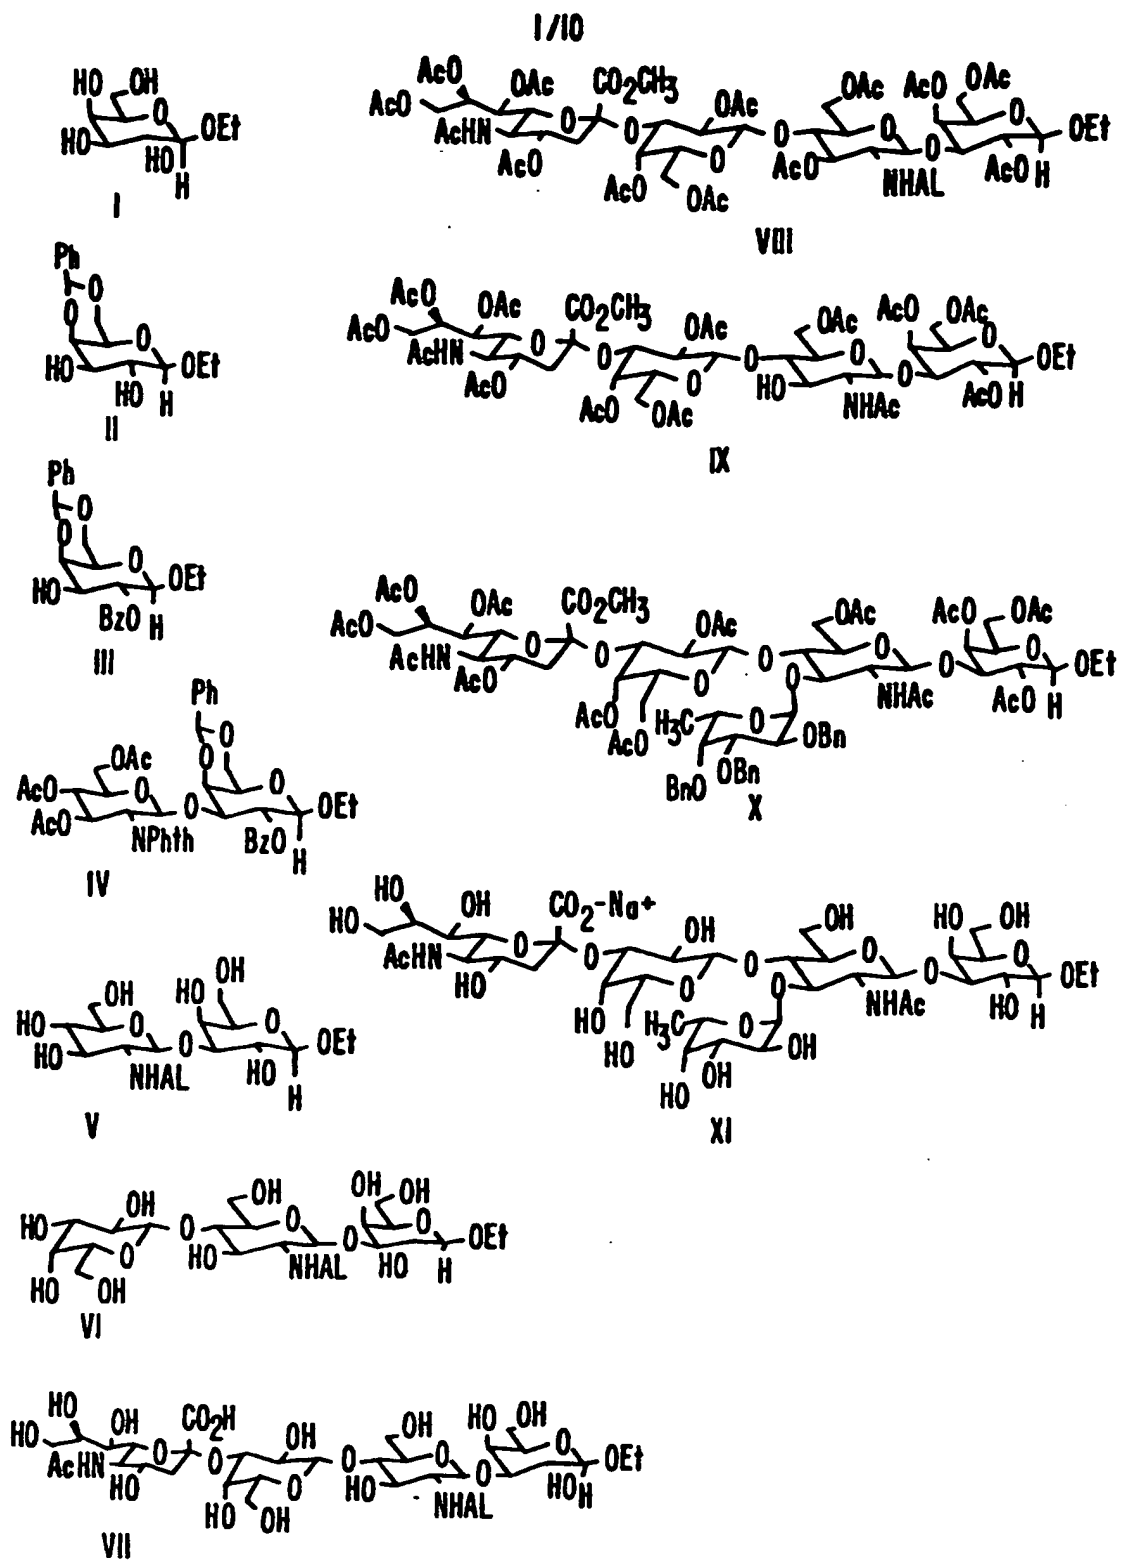 1/10
HO OH
O OEt
HO HO
H
I
Ph
O O
O
HO OEt
HO H
II
Ph
O O
O
HO OEt
BzO H
III
Ph
O O
OAc
AcO O O
AcO O OEt
NPhth BzO H
IV
OH
OH HO
HO O O
HO O OEt
NHAL HO H
V
OH OH OH OH
HO O O O
O HO O OEt
HO OH NHAL HO H
VI
HO OH CO2H OH OH HO OH
HO O O O O
AcHN O O OEt
HO HO O HO NHAL O HO H
HO OH
VII
AcO OAc CO2CH3 OAc OAc AcO OAc
AcO O O O O O OEt
AcHN O AcO O
AcO AcO OAc NHAL AcO H
VIII
AcO OAc CO2CH3 OAc OAc AcO OAc
AcO O O O O O OEt
AcHN O HO O
AcO AcO OAc NHAc AcO H
IX
AcO OAc CO2CH3 OAc OAc AcO OAc
AcO O O O O O OEt
AcHN O O O
AcO NHAc AcO H
AcO H3C O OBn
AcO OBn
BnO
X
HO OH CO2-Na+ OH OH HO OH
HO O O O O O OEt
AcHN O O O
HO NHAc HO H
HO H3C O OH
HO OH
HO
XI